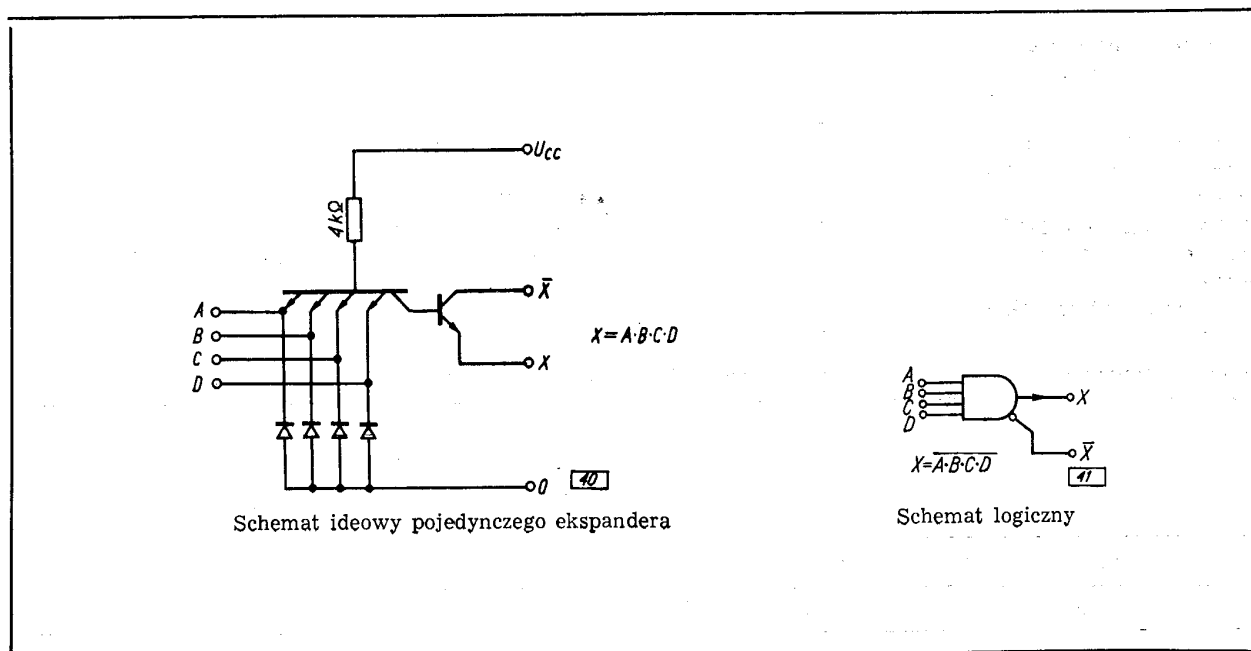 U_CC
4kΩ
X̄
A
B
X=A·B·C·D
C
X
D
0
40
Schemat ideowy pojedynczego ekspandera
A
B
C
D
X
X̄
X=A̅·̅B̅·̅C̅·̅D̅
41
Schemat logiczny